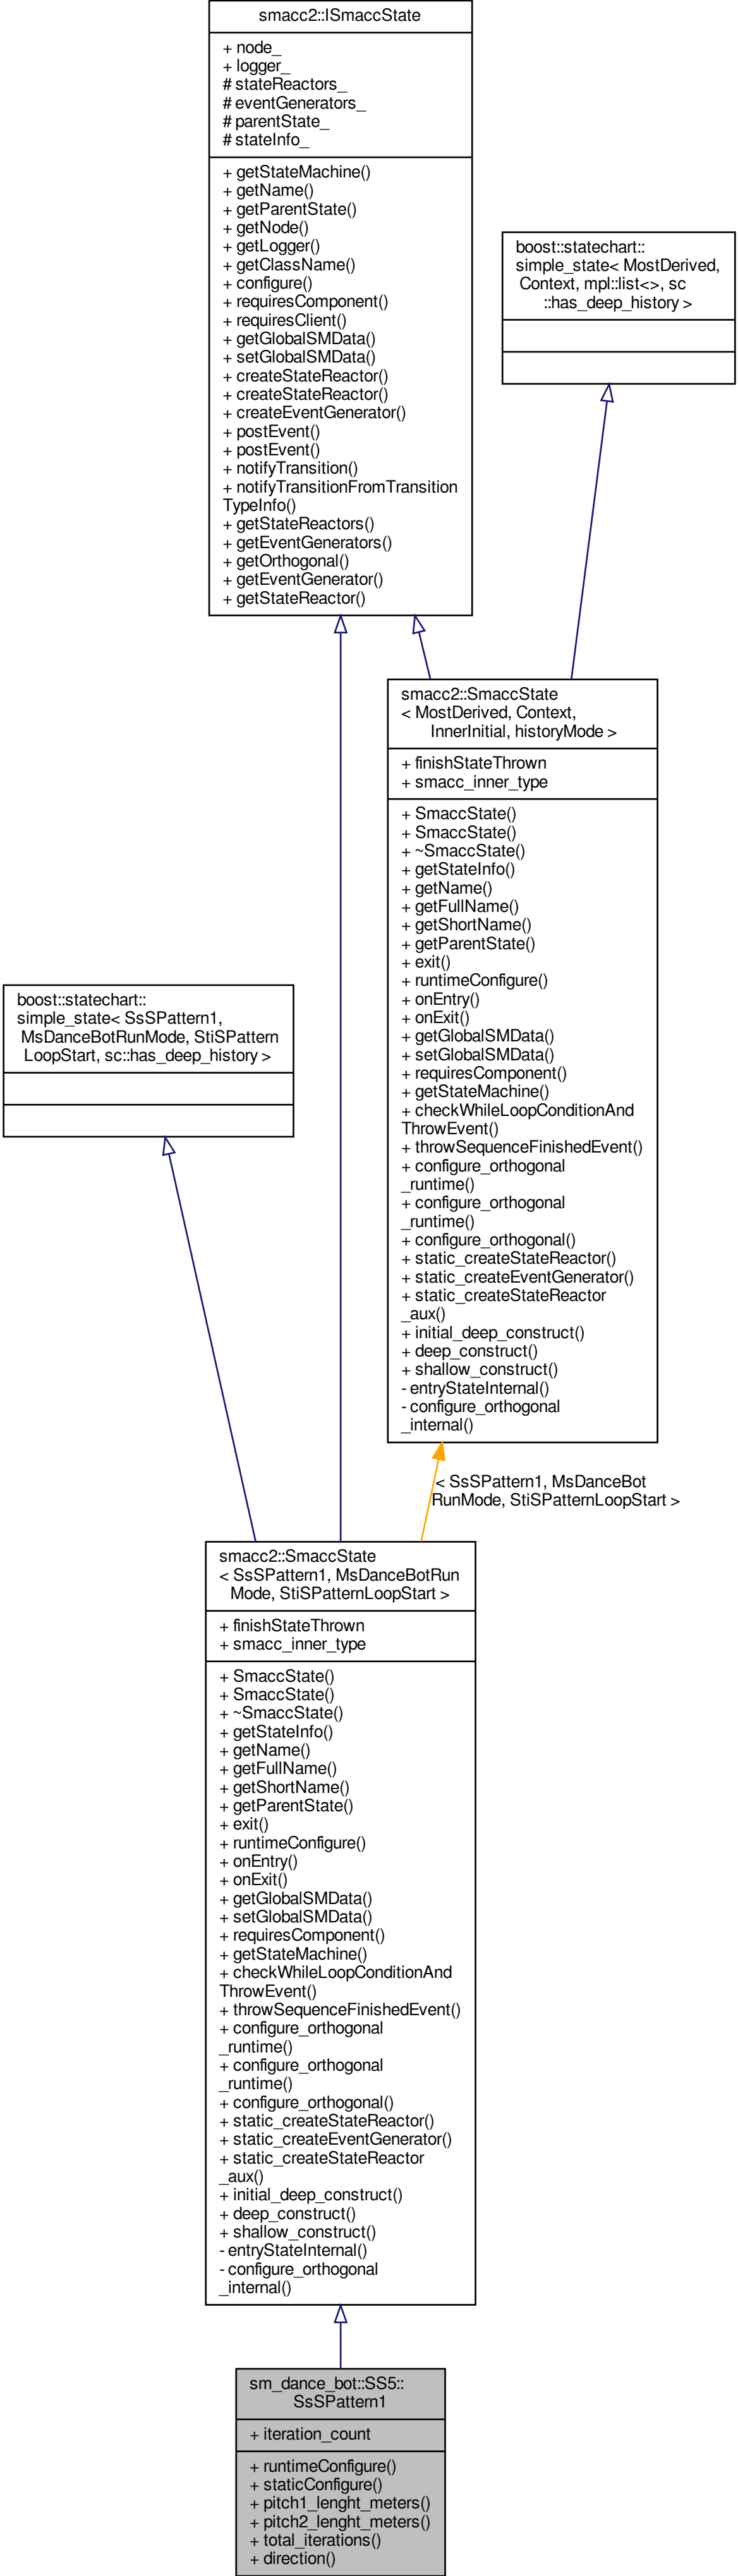 smacc2::ISmaccState
+ node_
+ logger_
# stateReactors_
# eventGenerators_
# parentState_
# stateInfo_
+ getStateMachine()
+ getName()
+ getParentState()
+ getNode()
+ getLogger()
+ getClassName()
+ configure()
+ requiresComponent()
+ requiresClient()
+ getGlobalSMData()
+ setGlobalSMData()
+ createStateReactor()
+ createStateReactor()
+ createEventGenerator()
+ postEvent()
+ postEvent()
+ notifyTransition()
+ notifyTransitionFromTransition
TypeInfo()
+ getStateReactors()
+ getEventGenerators()
+ getOrthogonal()
+ getEventGenerator()
+ getStateReactor()
boost::statechart::
simple_state< MostDerived,
Context, mpl::list<>, sc
::has_deep_history >
smacc2::SmaccState
< MostDerived, Context,
InnerInitial, historyMode >
+ finishStateThrown
+ smacc_inner_type
+ SmaccState()
+ SmaccState()
+ ~SmaccState()
+ getStateInfo()
+ getName()
+ getFullName()
+ getShortName()
+ getParentState()
+ exit()
+ runtimeConfigure()
+ onEntry()
+ onExit()
+ getGlobalSMData()
+ setGlobalSMData()
+ requiresComponent()
+ getStateMachine()
+ checkWhileLoopConditionAnd
ThrowEvent()
+ throwSequenceFinishedEvent()
+ configure_orthogonal
_runtime()
+ configure_orthogonal
_runtime()
+ configure_orthogonal()
+ static_createStateReactor()
+ static_createEventGenerator()
+ static_createStateReactor
_aux()
+ initial_deep_construct()
+ deep_construct()
+ shallow_construct()
- entryStateInternal()
- configure_orthogonal
_internal()
boost::statechart::
simple_state< SsSPattern1,
MsDanceBotRunMode, StiSPattern
LoopStart, sc::has_deep_history >
< SsSPattern1, MsDanceBot
RunMode, StiSPatternLoopStart >
smacc2::SmaccState
< SsSPattern1, MsDanceBotRun
Mode, StiSPatternLoopStart >
+ finishStateThrown
+ smacc_inner_type
+ SmaccState()
+ SmaccState()
+ ~SmaccState()
+ getStateInfo()
+ getName()
+ getFullName()
+ getShortName()
+ getParentState()
+ exit()
+ runtimeConfigure()
+ onEntry()
+ onExit()
+ getGlobalSMData()
+ setGlobalSMData()
+ requiresComponent()
+ getStateMachine()
+ checkWhileLoopConditionAnd
ThrowEvent()
+ throwSequenceFinishedEvent()
+ configure_orthogonal
_runtime()
+ configure_orthogonal
_runtime()
+ configure_orthogonal()
+ static_createStateReactor()
+ static_createEventGenerator()
+ static_createStateReactor
_aux()
+ initial_deep_construct()
+ deep_construct()
+ shallow_construct()
- entryStateInternal()
- configure_orthogonal
_internal()
sm_dance_bot::SS5::
SsSPattern1
+ iteration_count
+ runtimeConfigure()
+ staticConfigure()
+ pitch1_lenght_meters()
+ pitch2_lenght_meters()
+ total_iterations()
+ direction()